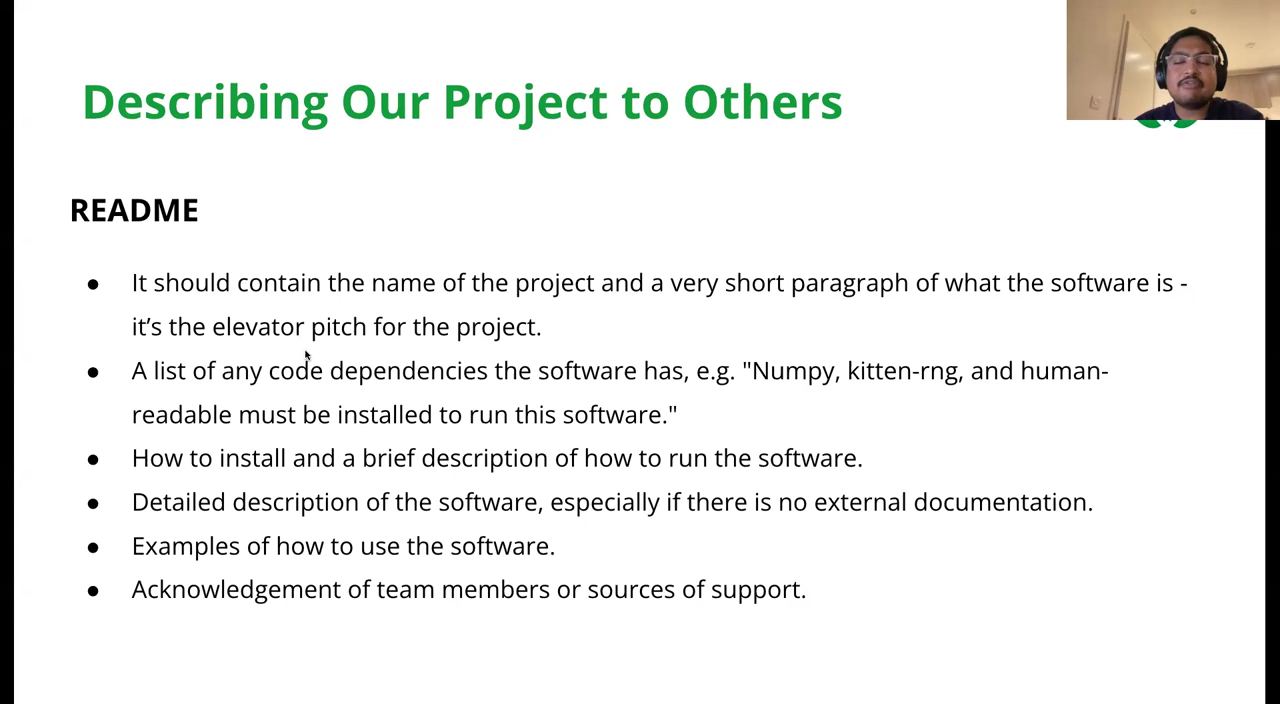 Describing Our Project to Others
README
● It should contain the name of the project and a very short paragraph of what the software is -
it’s the elevator pitch for the project.
● A list of any code dependencies the software has, e.g. "Numpy, kitten-rng, and human-
readable must be installed to run this software."
● How to install and a brief description of how to run the software.
● Detailed description of the software, especially if there is no external documentation.
● Examples of how to use the software.
● Acknowledgement of team members or sources of support.